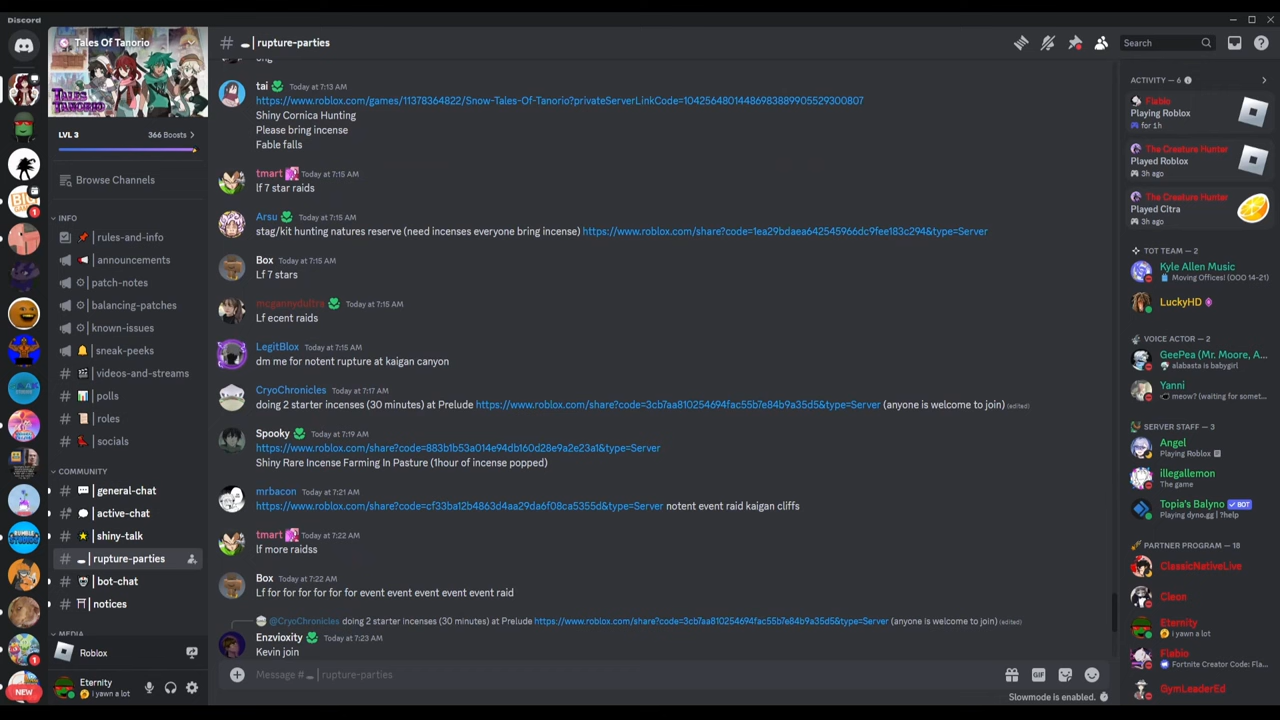 Discord
Tales Of Tanorio
TALES
TANORIO
LVL 3
366 Boosts
Browse Channels
INFO
rules-and-info
announcements
patch-notes
balancing-patches
known-issues
sneak-peeks
videos-and-streams
polls
roles
socials
COMMUNITY
general-chat
active-chat
shiny-talk
rupture-parties
bot-chat
notices
MEDIA
Roblox
Eternity
i yawn a lot
NEW
1
1
rupture-parties
Search
tai Today at 7:13 AM
https://www.roblox.com/games/11378364822/Snow-Tales-Of-Tanorio?privateServerLinkCode=10425648014486983889905529300807
Shiny Cornica Hunting
Please bring incense
Fable falls
tmart Today at 7:15 AM
lf 7 star raids
Arsu Today at 7:15 AM
stag/kit hunting natures reserve (need incenses everyone bring incense) https://www.roblox.com/share?code=1ea29bdaea642545966dc9fee183c294&type=Server
Box Today at 7:15 AM
Lf 7 stars
Today at 7:15 AM
Lf ecent raids
LegitBlox Today at 7:15 AM
dm me for notent rupture at kaigan canyon
CryoChronicles Today at 7:17 AM
doing 2 starter incenses (30 minutes) at Prelude https://www.roblox.com/share?code=3cb7aa810254694fac55b7e84b9a35d5&type=Server (anyone is welcome to join) (edited)
Spooky Today at 7:19 AM
https://www.roblox.com/share?code=883b1b53a014e94db160d28e9a2e23a1&type=Server
Shiny Rare Incense Farming In Pasture (1hour of incense popped)
mrbacon Today at 7:21 AM
https://www.roblox.com/share?code=cf33ba12b4863d4aa29da6f08ca5355d&type=Server notent event raid kaigan cliffs
tmart Today at 7:22 AM
lf more raidss
Box Today at 7:22 AM
Lf for for for for for for event event event event event raid
@CryoChronicles doing 2 starter incenses (30 minutes) at Prelude https://www.roblox.com/share?code=3cb7aa810254694fac55b7e84b9a35d5&type=Server (anyone is welcome to join) (edited)
Enzvioxity Today at 7:23 AM
Kevin join
Message # | rupture-parties
GIF
Slowmode is enabled.
ACTIVITY — 6
Flabio
Playing Roblox
for 1h
The Creature Hunter
Played Roblox
3h ago
The Creature Hunter
Played Citra
3h ago
TOT TEAM — 2
Kyle Allen Music
Moving Offices! (OOO 14-21)
LuckyHD
VOICE ACTOR — 2
GeePea (Mr. Moore, A...
alabasta is babygirl
Yanni
meow? (waiting for somet...
SERVER STAFF — 3
Angel
Playing Roblox
illegallemon
The game
Topia's Balyno BOT
Playing dyno.gg | ?help
PARTNER PROGRAM — 18
ClassicNativeLive
Cleon
Eternity
i yawn a lot
Flabio
Fortnite Creator Code: Fla...
GymLeaderEd